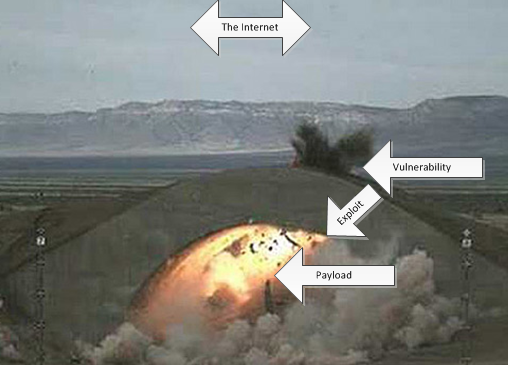 The Internet
Vulnerability
Exploit
Payload